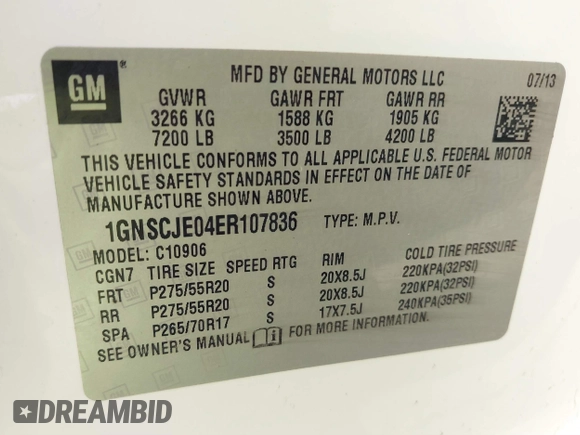 GM
MFD BY GENERAL MOTORS LLC 07/13
GVWR GAWR FRT GAWR RR
3266 KG 1588 KG 1905 KG
7200 LB 3500 LB 4200 LB
THIS VEHICLE CONFORMS TO ALL APPLICABLE U.S. FEDERAL MOTOR
VEHICLE SAFETY STANDARDS IN EFFECT ON THE DATE OF
MANUFACTURE SHOWN ABOVE.
1GNSCJE04ER107836 TYPE: M.P.V.
MODEL: C10906
CGN7 TIRE SIZE SPEED RTG RIM COLD TIRE PRESSURE
FRT P275/55R20 S 20X8.5J 220KPA(32PSI)
RR P275/55R20 S 20X8.5J 220KPA(32PSI)
SPA P265/70R17 S 17X7.5J 240KPA(35PSI)
SEE OWNER'S MANUAL FOR MORE INFORMATION.
DREAMBID